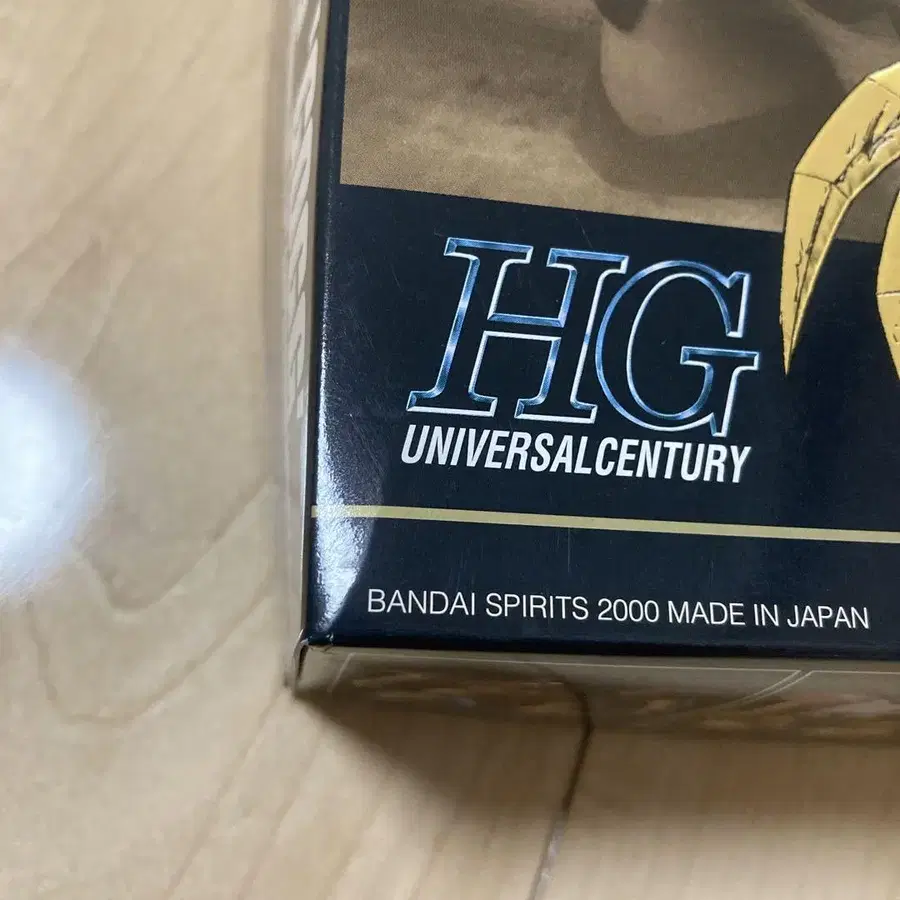 HG
UNIVERSALCENTURY
BANDAI SPIRITS 2000 MADE IN JAPAN